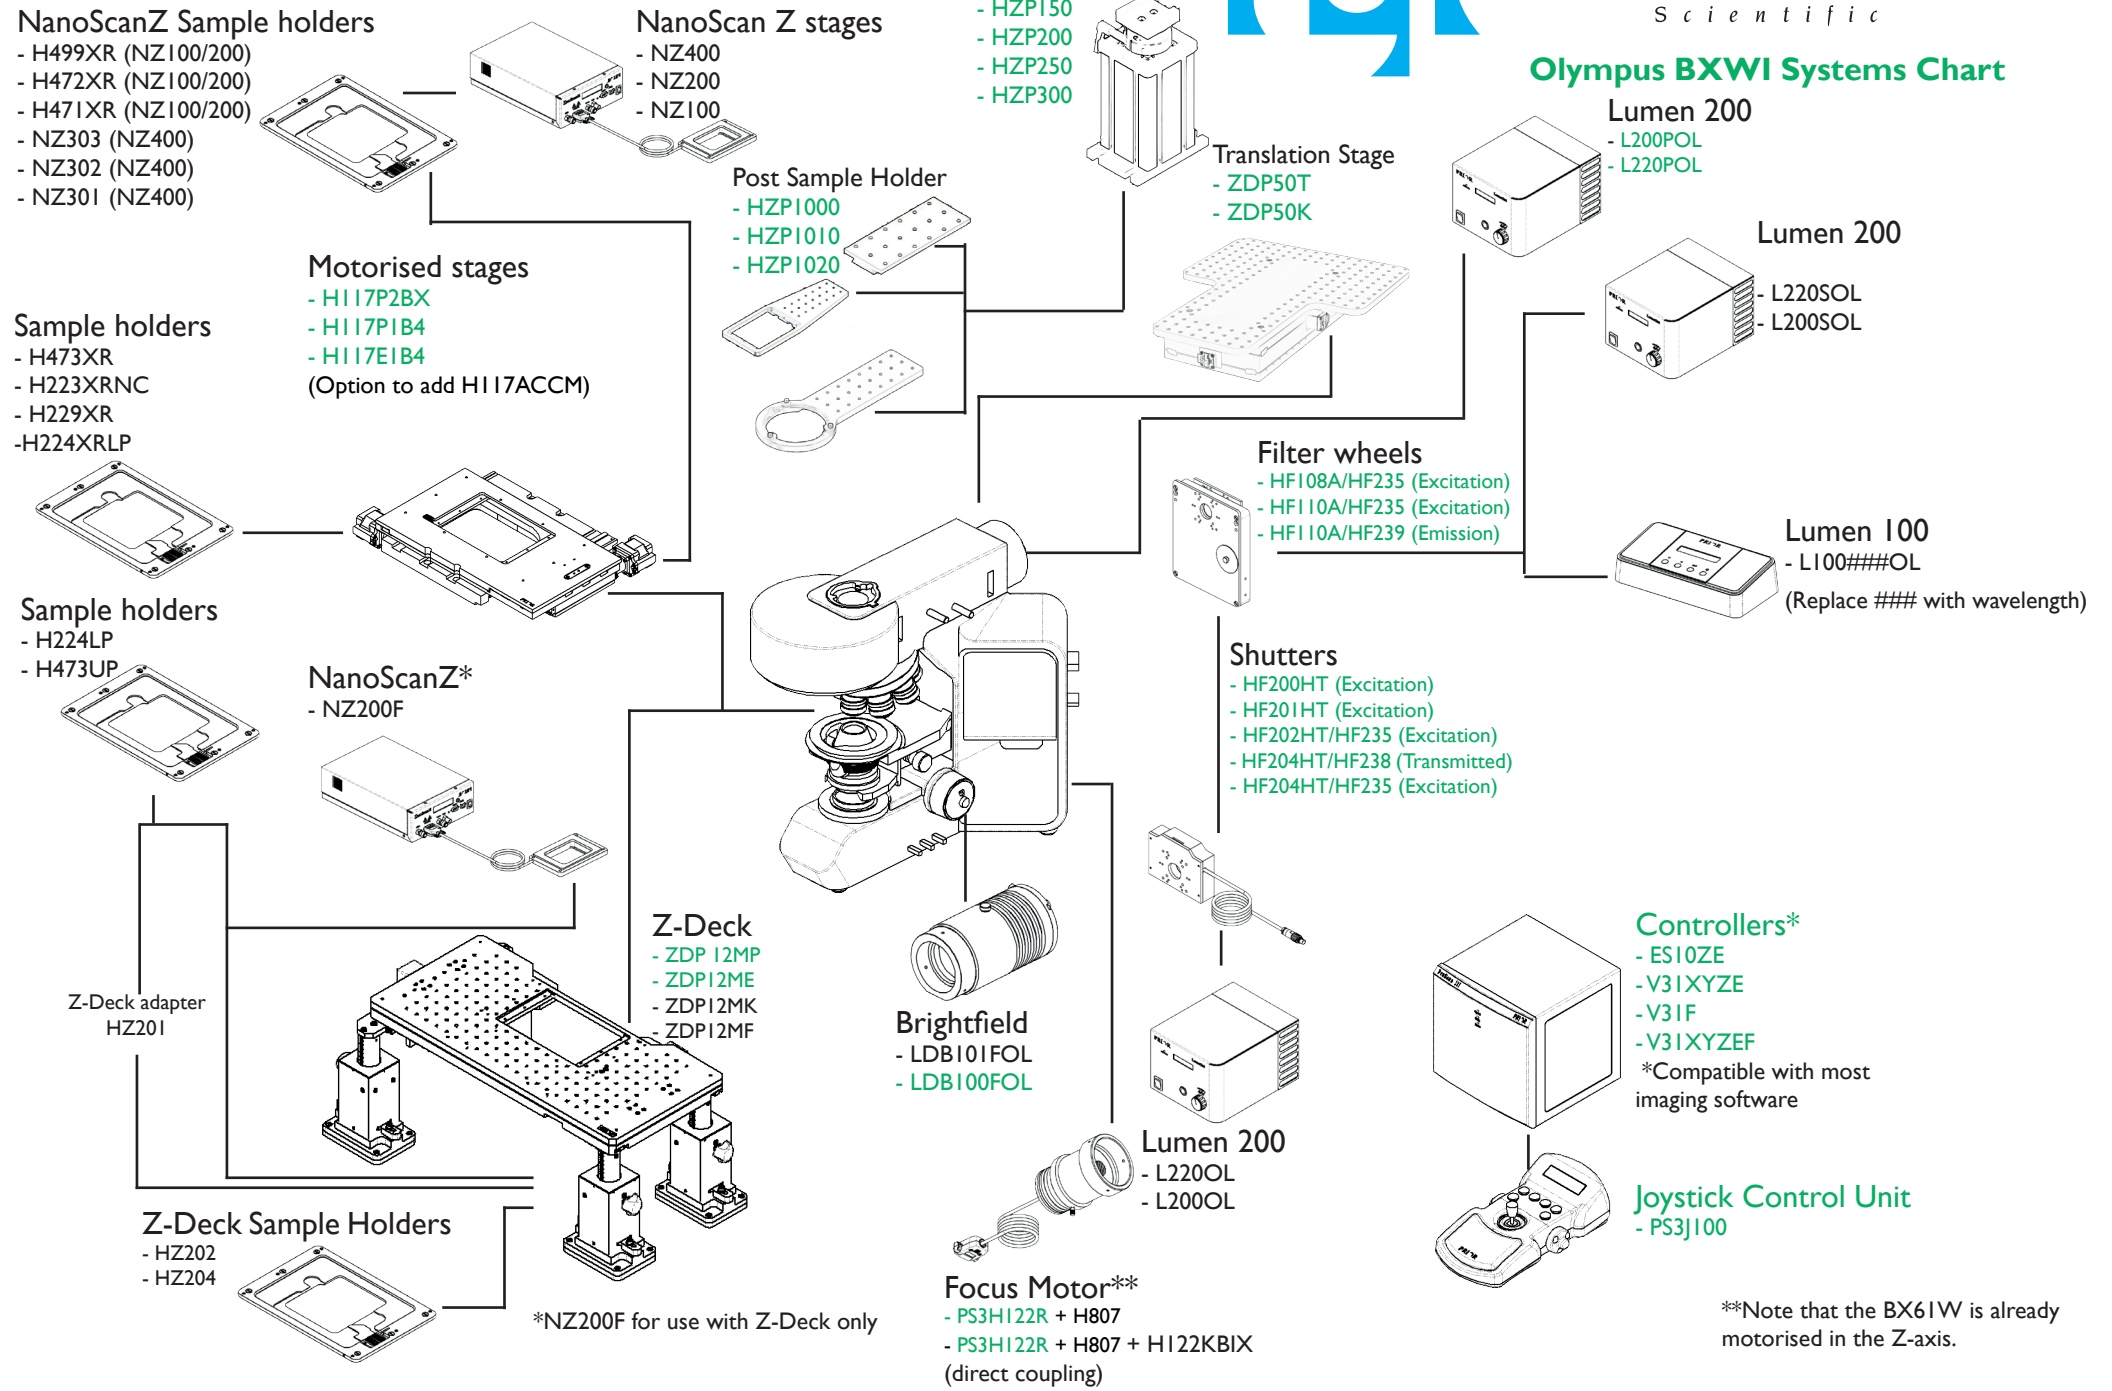 NanoScanZ Sample holders
- H499XR (NZ100/200)
- H472XR (NZ100/200)
- H471XR (NZ100/200)
- NZ303 (NZ400)
- NZ302 (NZ400)
- NZ301 (NZ400)
NanoScan Z stages
- NZ400
- NZ200
- NZ100
- HZP150
- HZP200
- HZP250
- HZP300
Scientific
Olympus BXWI Systems Chart
Lumen 200
- L200POL
- L220POL
Translation Stage
- ZDP50T
- ZDP50K
Post Sample Holder
- HZP1000
- HZP1010
- HZP1020
Lumen 200
- L220SOL
- L200SOL
Motorised stages
- H117P2BX
- H117P1B4
- H117E1B4
(Option to add H117ACCM)
Sample holders
- H473XR
- H223XRNC
- H229XR
-H224XRLP
Filter wheels
- HF108A/HF235 (Excitation)
- HF110A/HF235 (Excitation)
- HF110A/HF239 (Emission)
Lumen 100
- L100###OL
(Replace ### with wavelength)
Sample holders
- H224LP
- H473UP
NanoScanZ*
- NZ200F
Shutters
- HF200HT (Excitation)
- HF201HT (Excitation)
- HF202HT/HF235 (Excitation)
- HF204HT/HF238 (Transmitted)
- HF204HT/HF235 (Excitation)
Z-Deck
- ZDP 12MP
- ZDP12ME
- ZDP12MK
- ZDP12MF
Z-Deck adapter
HZ201
Brightfield
- LDB101FOL
- LDB100FOL
Controllers*
- ES10ZE
- V31XYZE
- V31F
- V31XYZEF
*Compatible with most
imaging software
Lumen 200
- L220OL
- L200OL
Joystick Control Unit
- PS3J100
Z-Deck Sample Holders
- HZ202
- HZ204
*NZ200F for use with Z-Deck only
Focus Motor**
- PS3H122R + H807
- PS3H122R + H807 + H122KBIX
(direct coupling)
**Note that the BX61W is already
motorised in the Z-axis.